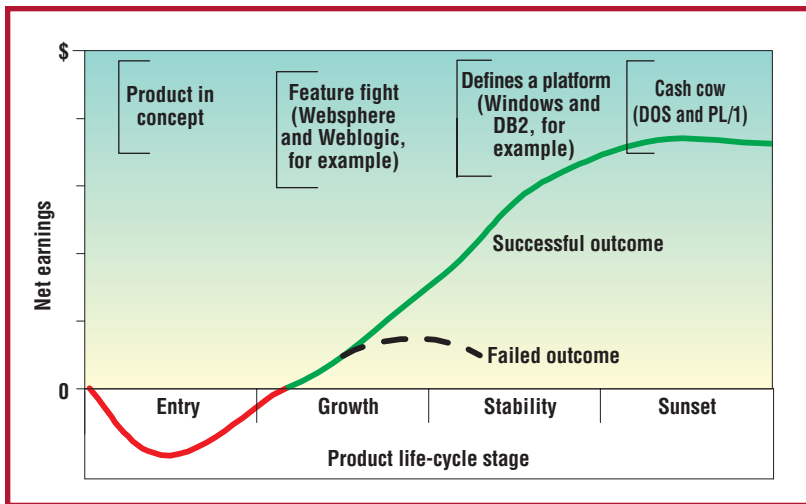 $
Product in
concept
Feature fight
(Websphere
and Weblogic,
for example)
Defines a platform
(Windows and
DB2, for
example)
Cash cow
(DOS and PL/1)
Net earnings
Successful outcome
Failed outcome
0
Entry
Growth
Stability
Sunset
Product life-cycle stage